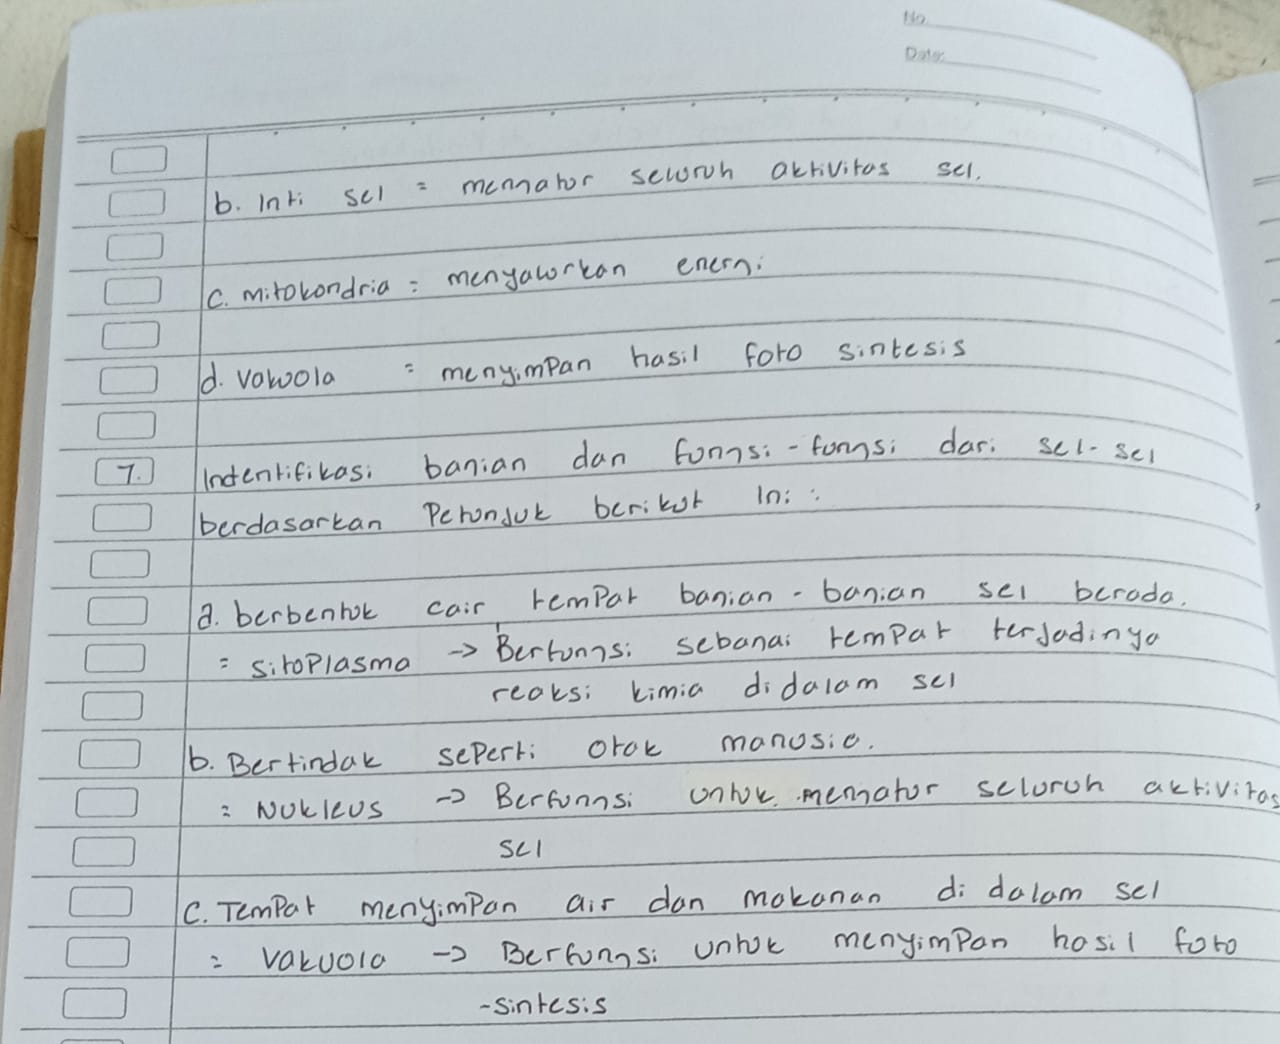 No.
Date:
b. Inti sel = mengatur seluruh aktivitas sel.
c. mitokondria = menyalurkan energi
d. vakuola = menyimpan hasil foto sintesis
7. Indentifikasi bagian dan fungsi - fungsi dari sel - sel
berdasarkan Petunjuk berikut Ini :
a. berbentuk cair tempat bagian - bagian sel berada.
= sitoplasma -> Berfungsi sebagai tempat terjadinya
reaksi kimia didalam sel
b. Bertindak seperti otak manusia.
= Nukleus -> Berfungsi untuk mengatur seluruh aktivitas
sel
c. Tempat menyimpan air dan makanan di dalam sel
= vakuola -> Berfungsi untuk menyimpan hasil foto
-sintesis